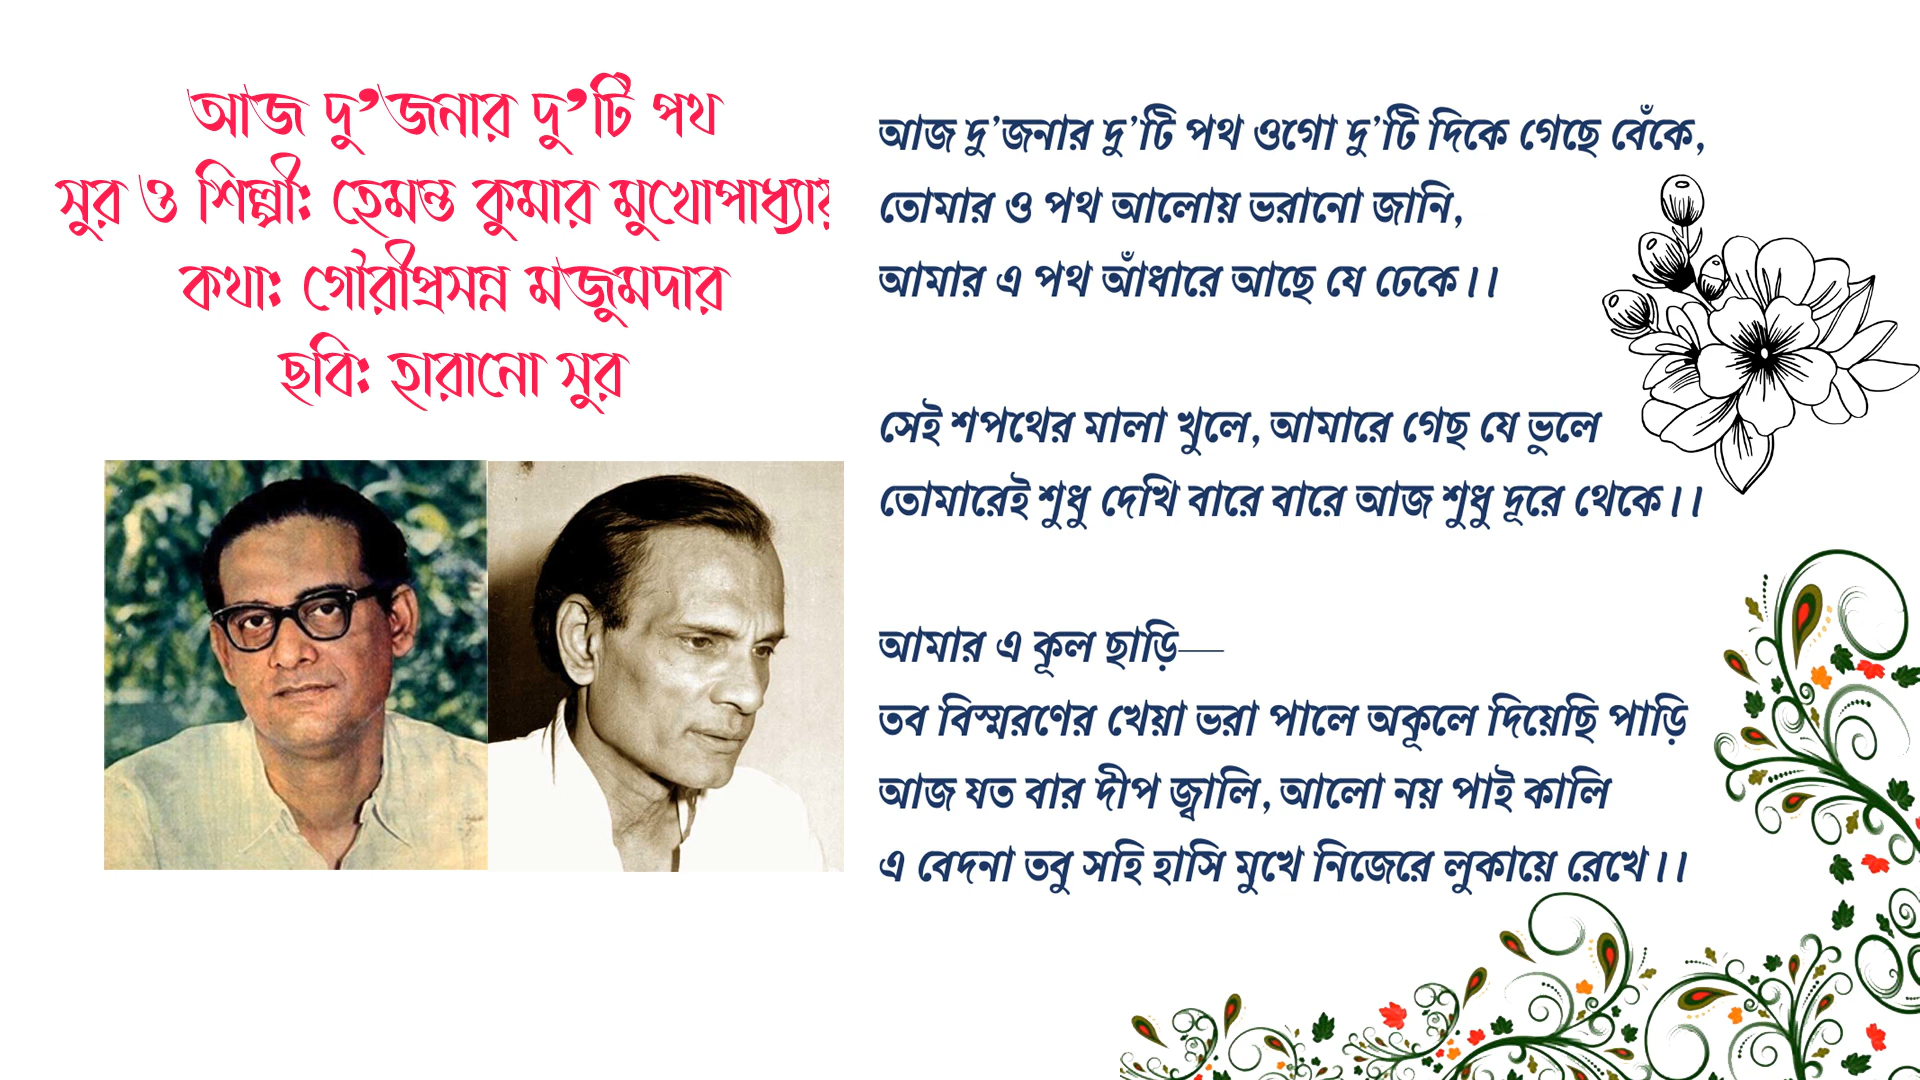 আজ দু’জনার দু’টি পথ
সুর ও শিল্পী: হেমন্ত কুমার মুখোপাধ্যায়
কথা: গৌরীপ্রসন্ন মজুমদার
ছবি: হারানো সুর
আজ দু’জনার দু’টি পথ ওগো দু’টি দিকে গেছে বেঁকে,
তোমার ও পথ আলোয় ভরানো জানি,
আমার এ পথ আঁধারে আছে যে ঢেকে।।
সেই শপথের মালা খুলে, আমারে গেছ যে ভুলে
তোমারেই শুধু দেখি বারে বারে আজ শুধু দূরে থেকে।।
আমার এ কূল ছাড়ি—
তব বিস্মরণের খেয়া ভরা পালে অকূলে দিয়েছি পাড়ি
আজ যত বার দীপ জ্বালি, আলো নয় পাই কালি
এ বেদনা তবু সহি হাসি মুখে নিজেরে লুকায়ে রেখে।।